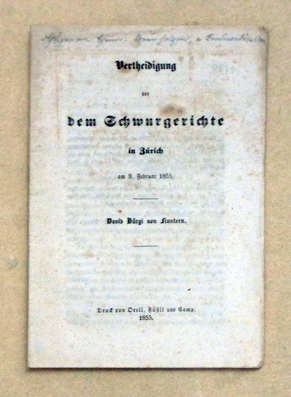 Vertheidigung
vor
dem Schwurgerichte
in Zürich
am 9. Februar 1855.
David Bürgi von Fluntern.
Druck von Orell, Füßli und Comp.
1855.